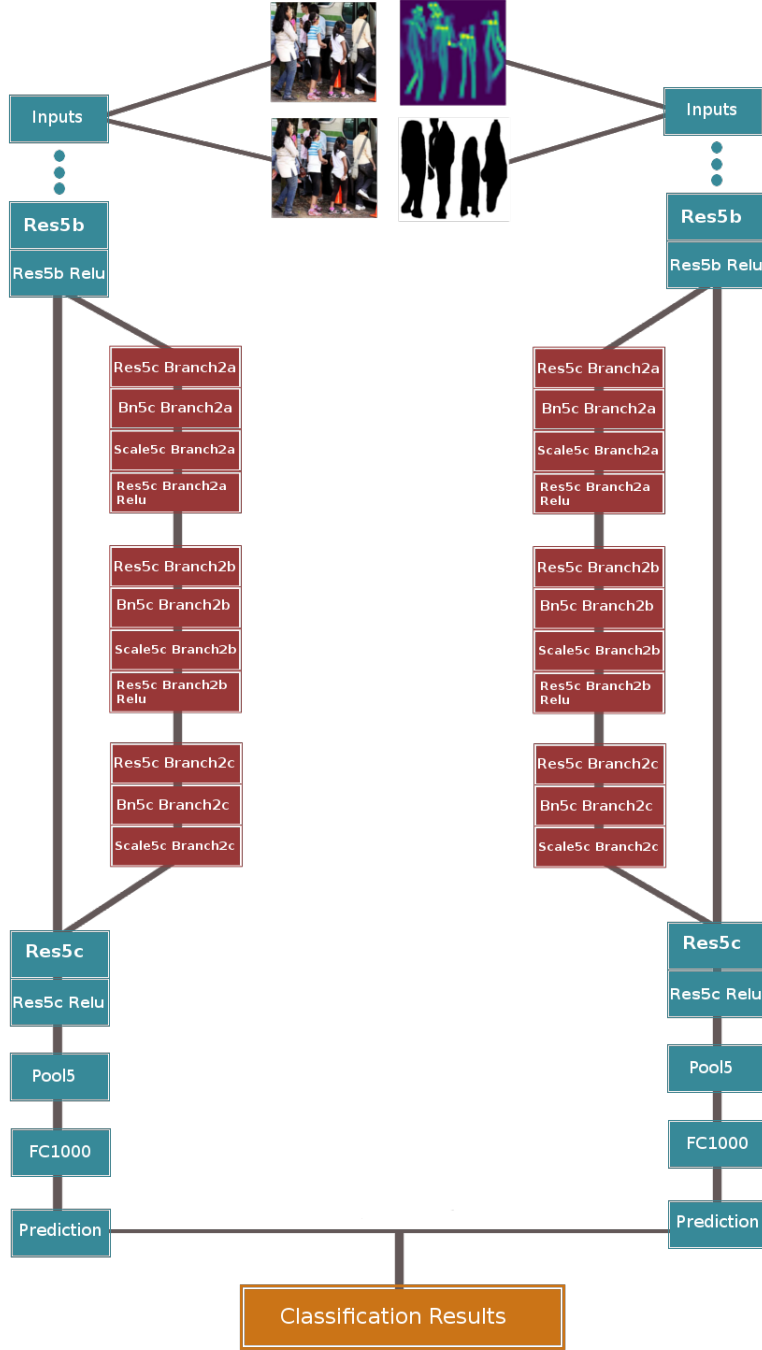 Inputs
Res5b
Res5b Relu
Res5c Branch2a
Bn5c Branch2a
Scale5c Branch2a
Res5c Branch2a
Relu
Res5c Branch2b
Bn5c Branch2b
Scale5c Branch2b
Res5c Branch2b
Relu
Res5c Branch2c
Bn5c Branch2c
Scale5c Branch2c
Res5c
Res5c Relu
Pool5
FC1000
Prediction
Inputs
Res5b
Res5b Relu
Res5c Branch2a
Bn5c Branch2a
Scale5c Branch2a
Res5c Branch2a
Relu
Res5c Branch2b
Bn5c Branch2b
Scale5c Branch2b
Res5c Branch2b
Relu
Res5c Branch2c
Bn5c Branch2c
Scale5c Branch2c
Res5c
Res5c Relu
Pool5
FC1000
Prediction
Classification Results